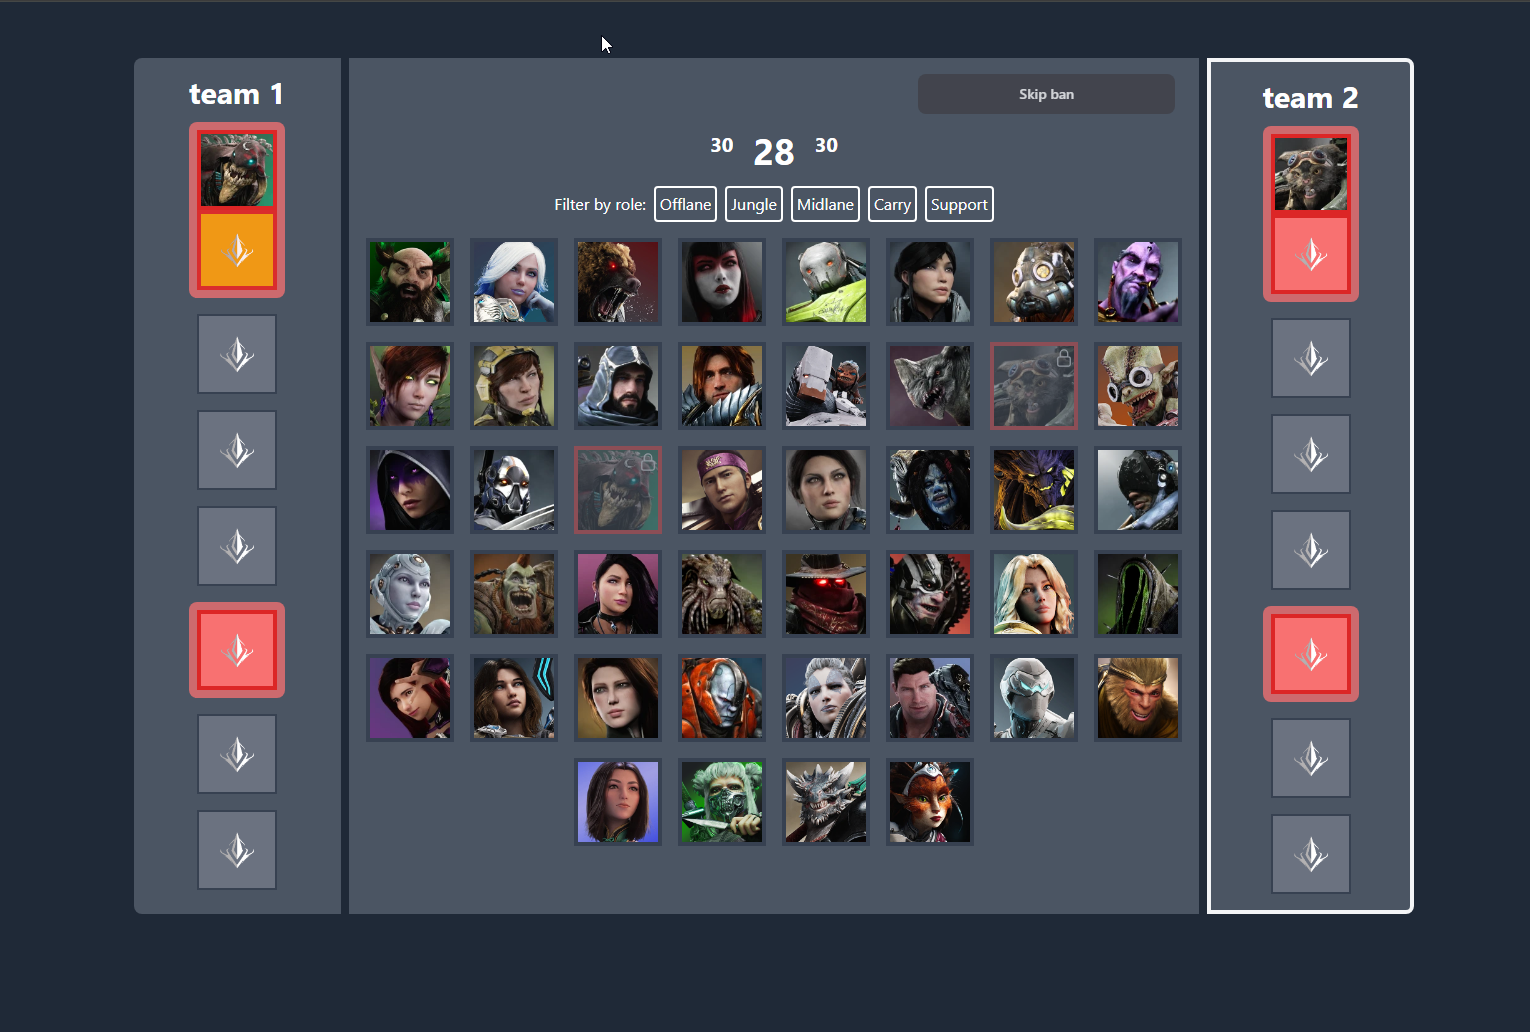 team 1
Skip ban
team 2
30 28 30
Filter by role: Offlane Jungle Midlane Carry Support